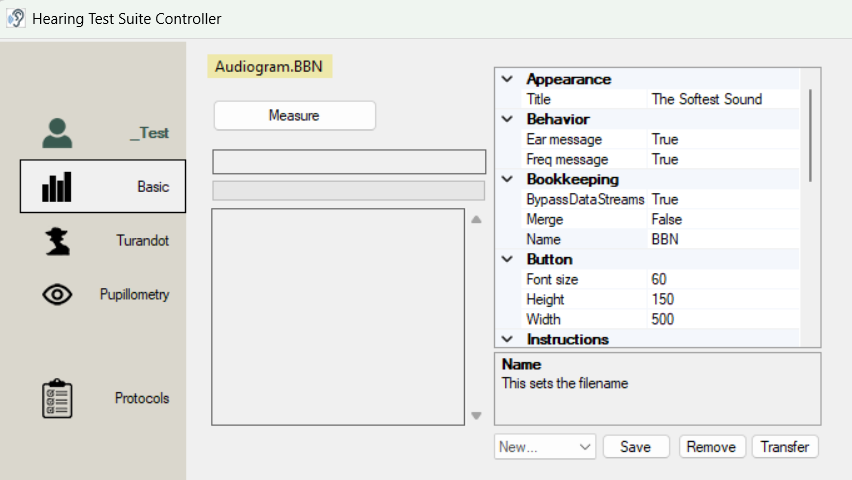 Hearing Test Suite Controller
_Test
Basic
Turandot
Pupillometry
Protocols
Audiogram.BBN
Measure
Appearance
Title The Softest Sound
Behavior
Ear message True
Freq message True
Bookkeeping
BypassDataStreams True
Merge False
Name BBN
Button
Font size 60
Height 150
Width 500
Instructions
Name
This sets the filename
New... Save Remove Transfer